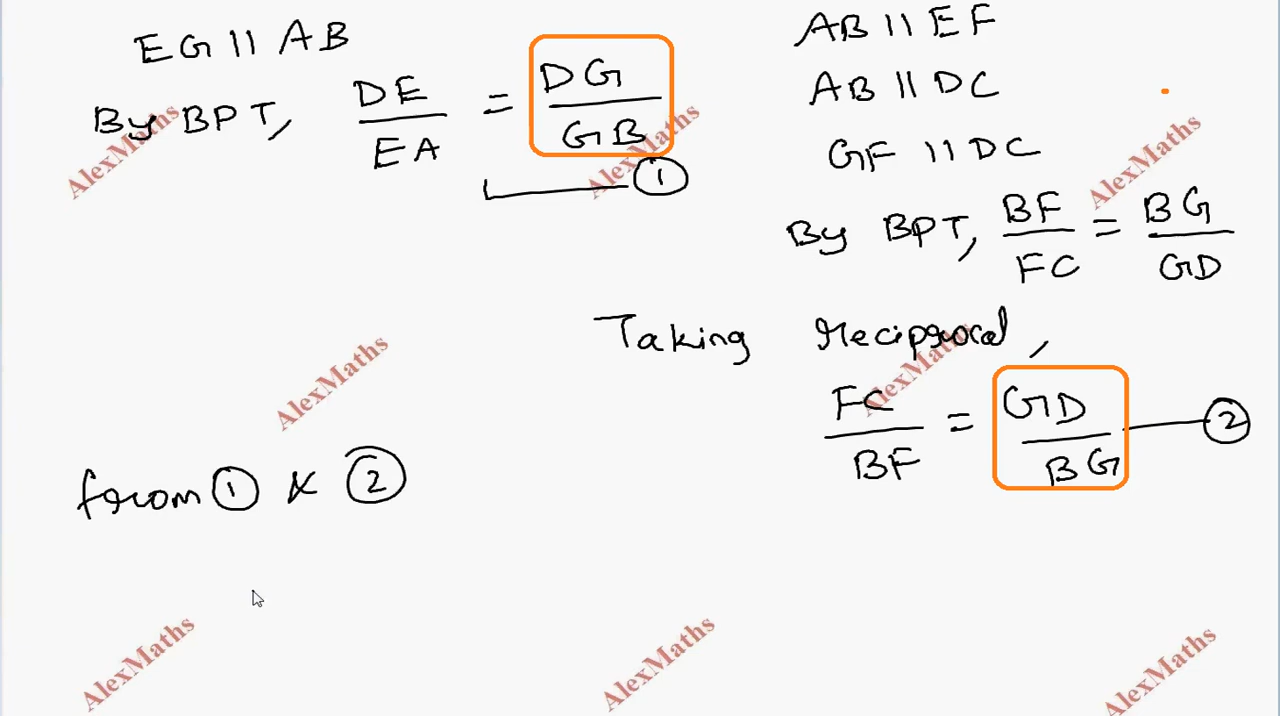 EG || AB
By BPT, DE/EA = DG/GB
①
AB || EF
AB || DC
GF || DC
By BPT, BF/FC = BG/GD
Taking reciprocal,
FC/BF = GD/BG — ②
from ① & ②
AlexMaths
AlexMaths
AlexMaths
AlexMaths
AlexMaths
AlexMaths
AlexMaths
AlexMaths